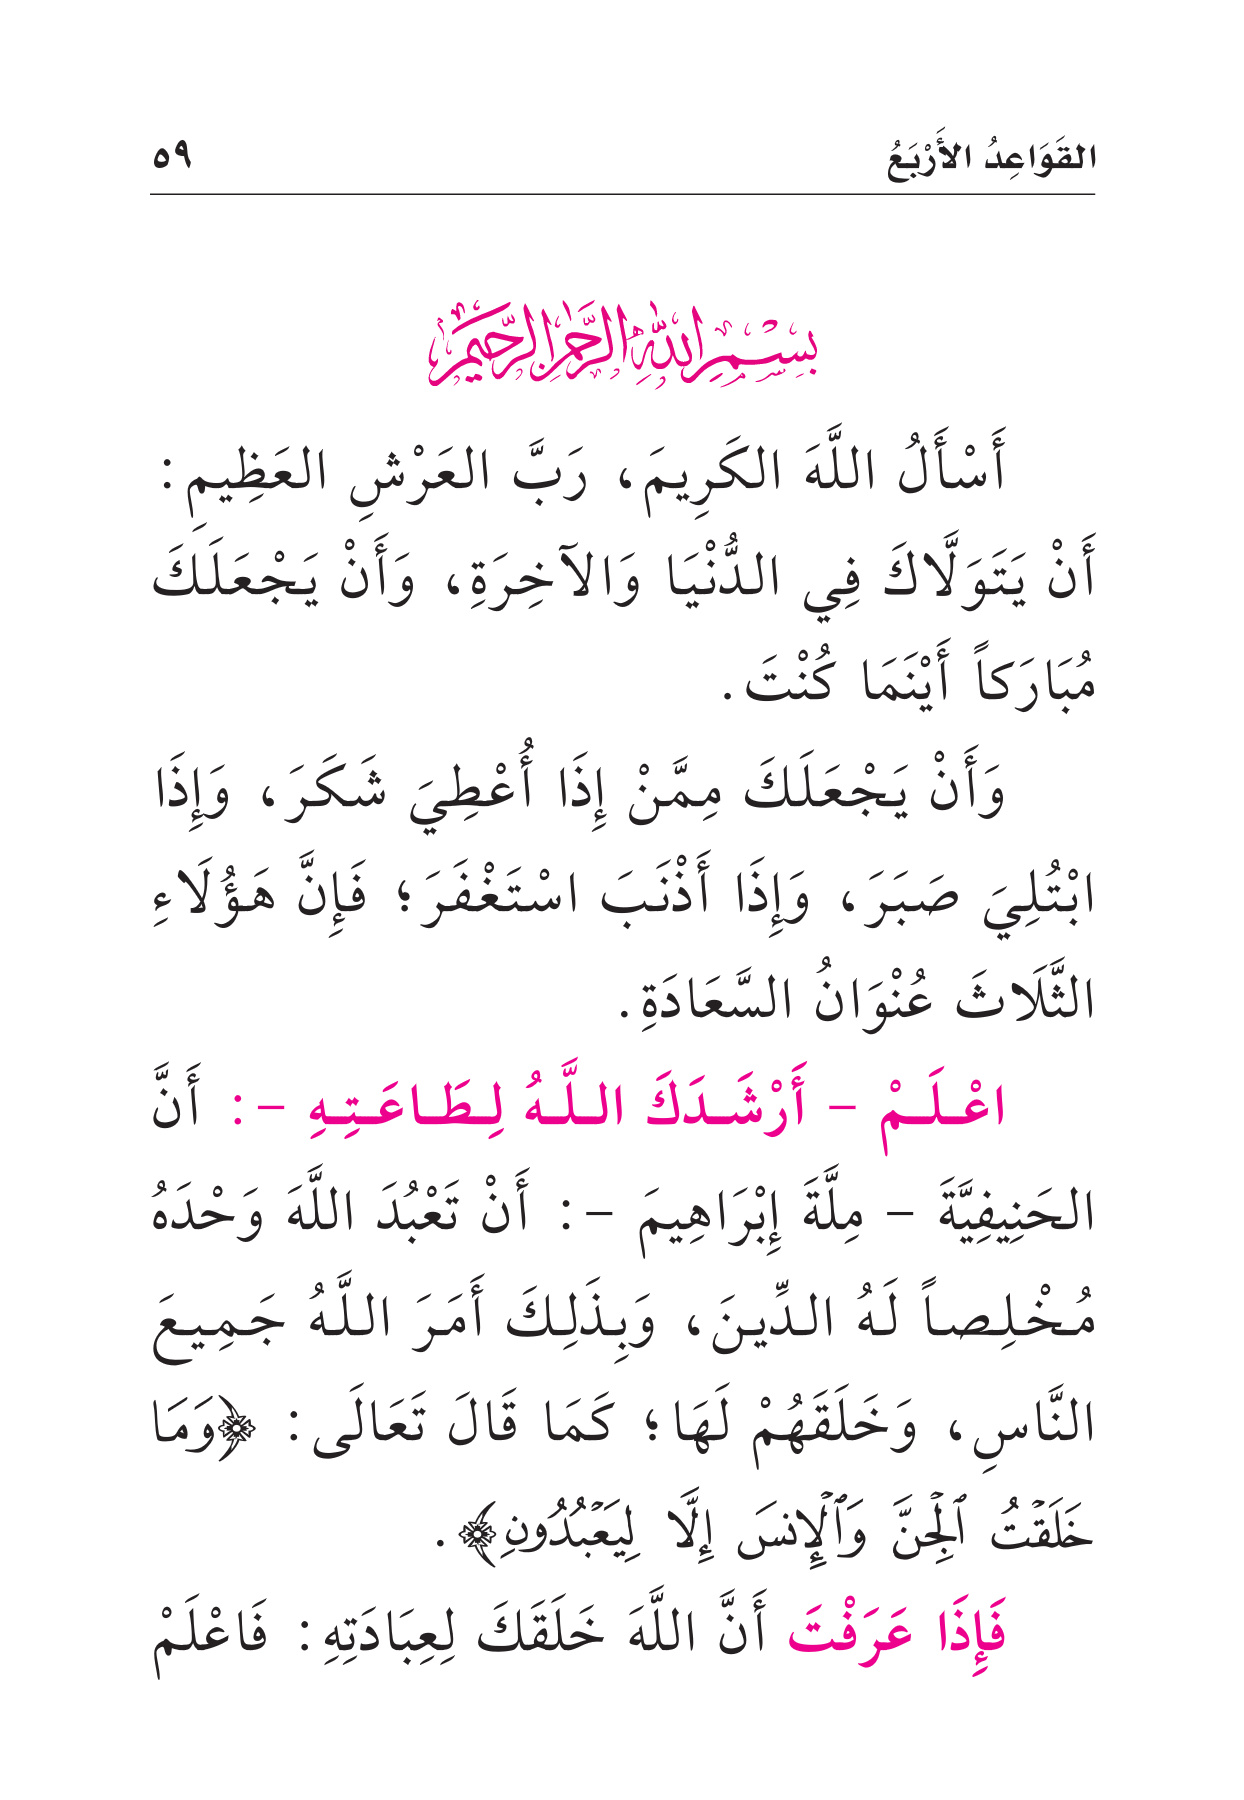 القَوَاعِدُ الأَرْبَعُ ٥٩
بِسْمِ اللَّهِ الرَّحْمَنِ الرَّحِيمِ
أَسْأَلُ اللَّهَ الكَرِيمَ، رَبَّ العَرْشِ العَظِيمِ:
أَنْ يَتَوَلَّاكَ فِي الدُّنْيَا وَالآخِرَةِ، وَأَنْ يَجْعَلَكَ
مُبَارَكاً أَيْنَمَا كُنْتَ.
وَأَنْ يَجْعَلَكَ مِمَّنْ إِذَا أُعْطِيَ شَكَرَ، وَإِذَا
ابْتُلِيَ صَبَرَ، وَإِذَا أَذْنَبَ اسْتَغْفَرَ؛ فَإِنَّ هَؤُلَاءِ
الثَّلَاثَ عُنْوَانُ السَّعَادَةِ.
اعْلَمْ - أَرْشَدَكَ اللَّهُ لِطَاعَتِهِ -: أَنَّ
الحَنِيفِيَّةَ - مِلَّةَ إِبْرَاهِيمَ -: أَنْ تَعْبُدَ اللَّهَ وَحْدَهُ
مُخْلِصاً لَهُ الدِّينَ، وَبِذَلِكَ أَمَرَ اللَّهُ جَمِيعَ
النَّاسِ، وَخَلَقَهُمْ لَهَا؛ كَمَا قَالَ تَعَالَى: ﴿وَمَا
خَلَقۡتُ ٱلۡجِنَّ وَٱلۡإِنسَ إِلَّا لِيَعۡبُدُونِ﴾.
فَإِذَا عَرَفْتَ أَنَّ اللَّهَ خَلَقَكَ لِعِبَادَتِهِ: فَاعْلَمْ